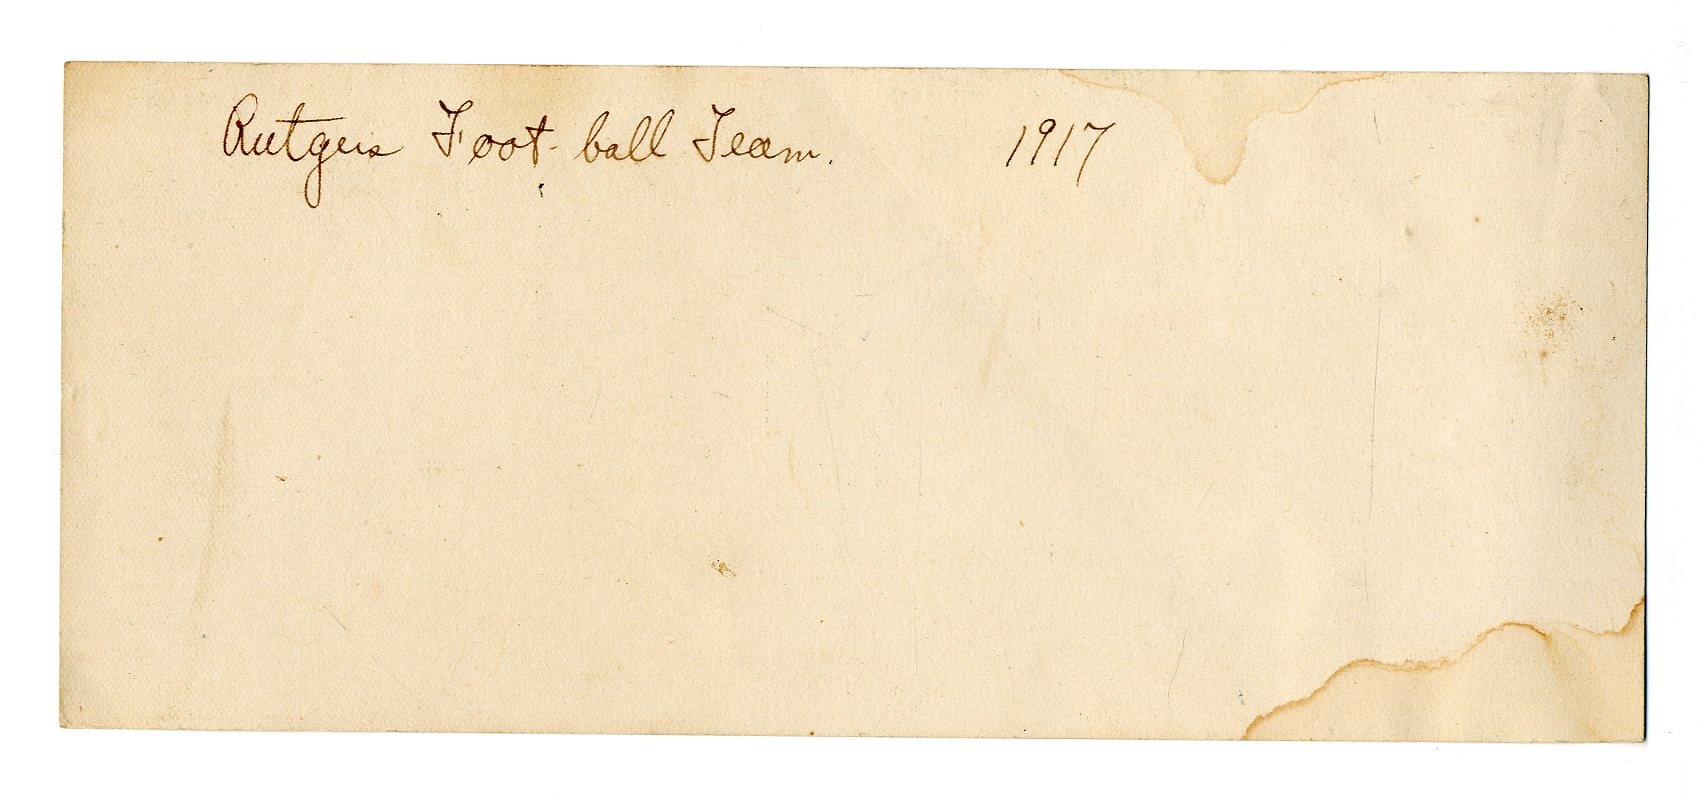 Rutgers Foot-ball Team. 1917